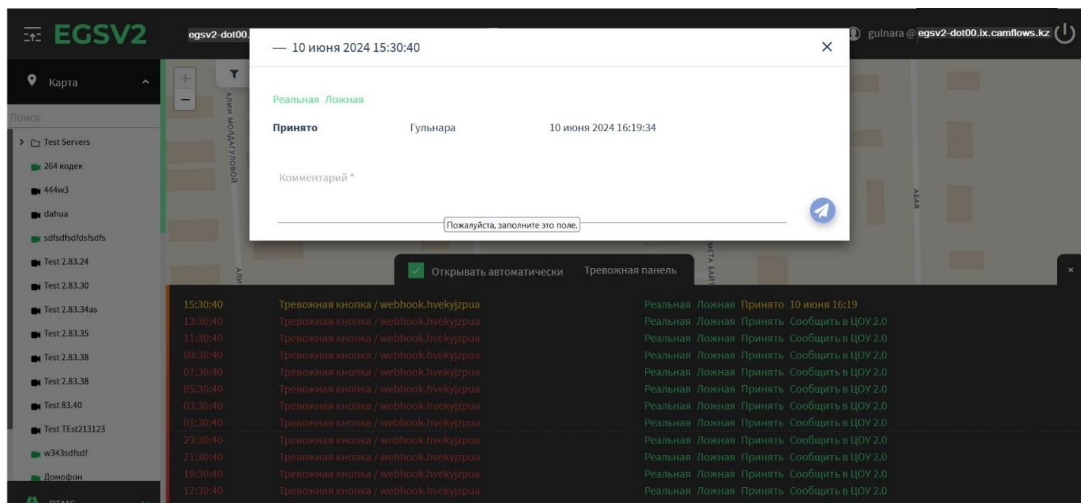 EGSV2
egsv2-dot00.
gulnara @ egsv2-dot00.ix.camflows.kz
— 10 июня 2024 15:30:40
Реальная Ложная
Принято Гульнара 10 июня 2024 16:19:34
Комментарий *
Пожалуйста, заполните это поле.
Карта
Поиск
Test Servers
264 кодек
444w3
dahua
sdfsdfsdfdsfsdfs
Test 2.83.24
Test 2.83.30
Test 2.83.34as
Test 2.83.35
Test 2.83.38
Test 2.83.38
Test 83.40
Test TEst213123
w343sdfsdf
Домофон
АЛИИ МОЛДАГУЛОВОЙ
АБАЯ
Открывать автоматически Тревожная панель
15:30:40 Тревожная кнопка / webhook.hvekyjzpua Реальная Ложная Принято 10 июня 16:19
13:30:40 Тревожная кнопка / webhook.hvekyjzpua Реальная Ложная Принять Сообщить в ЦОУ 2.0
11:30:40 Тревожная кнопка / webhook.hvekyjzpua Реальная Ложная Принять Сообщить в ЦОУ 2.0
09:30:40 Тревожная кнопка / webhook.hvekyjzpua Реальная Ложная Принять Сообщить в ЦОУ 2.0
07:30:40 Тревожная кнопка / webhook.hvekyjzpua Реальная Ложная Принять Сообщить в ЦОУ 2.0
05:30:40 Тревожная кнопка / webhook.hvekyjzpua Реальная Ложная Принять Сообщить в ЦОУ 2.0
03:30:40 Тревожная кнопка / webhook.hvekyjzpua Реальная Ложная Принять Сообщить в ЦОУ 2.0
01:30:40 Тревожная кнопка / webhook.hvekyjzpua Реальная Ложная Принять Сообщить в ЦОУ 2.0
23:30:40 Тревожная кнопка / webhook.hvekyjzpua Реальная Ложная Принять Сообщить в ЦОУ 2.0
21:30:40 Тревожная кнопка / webhook.hvekyjzpua Реальная Ложная Принять Сообщить в ЦОУ 2.0
19:30:40 Тревожная кнопка / webhook.hvekyjzpua Реальная Ложная Принять Сообщить в ЦОУ 2.0
17:30:40 Тревожная кнопка / webhook.hvekyjzpua Реальная Ложная Принять Сообщить в ЦОУ 2.0